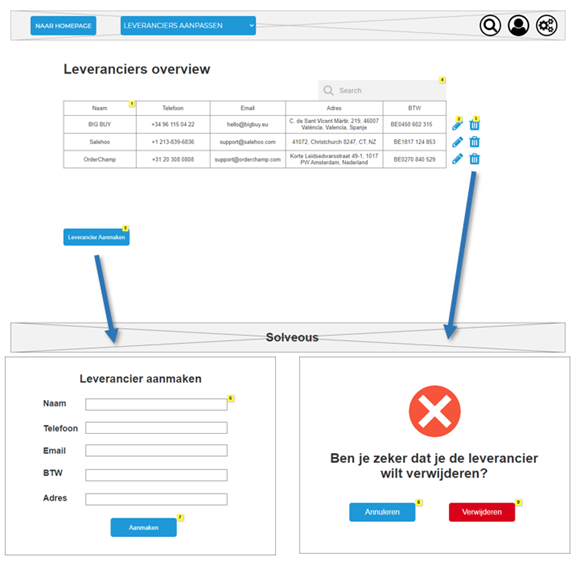 NAAR HOMEPAGE
LEVERANCIERS AANPASSEN
Leveranciers overview
4
Search
Naam 1 Telefoon Email Adres BTW
BIG BUY +34 96 115 04 22 hello@bigbuy.eu C. de Sant Vicent Màrtir, 219, 46007 València, Valencia, Spanje BE0450 602 315 2 3
Salehoo +1 213-639-6836 support@salehoo.com 41072, Christchurch 8247, CT, NZ BE1817 124 853
OrderChamp +31 20 308 0808 support@orderchamp.com Korte Leidsedwarsstraat 49-1, 1017 PW Amsterdam, Nederland BE0270 840 529
5
Leverancier Aanmaken
Solveous
Leverancier aanmaken
Naam 6
Telefoon
Email
BTW
Adres
Aanmaken 7
Ben je zeker dat je de leverancier
wilt verwijderen?
Annuleren 8
Verwijderen 9